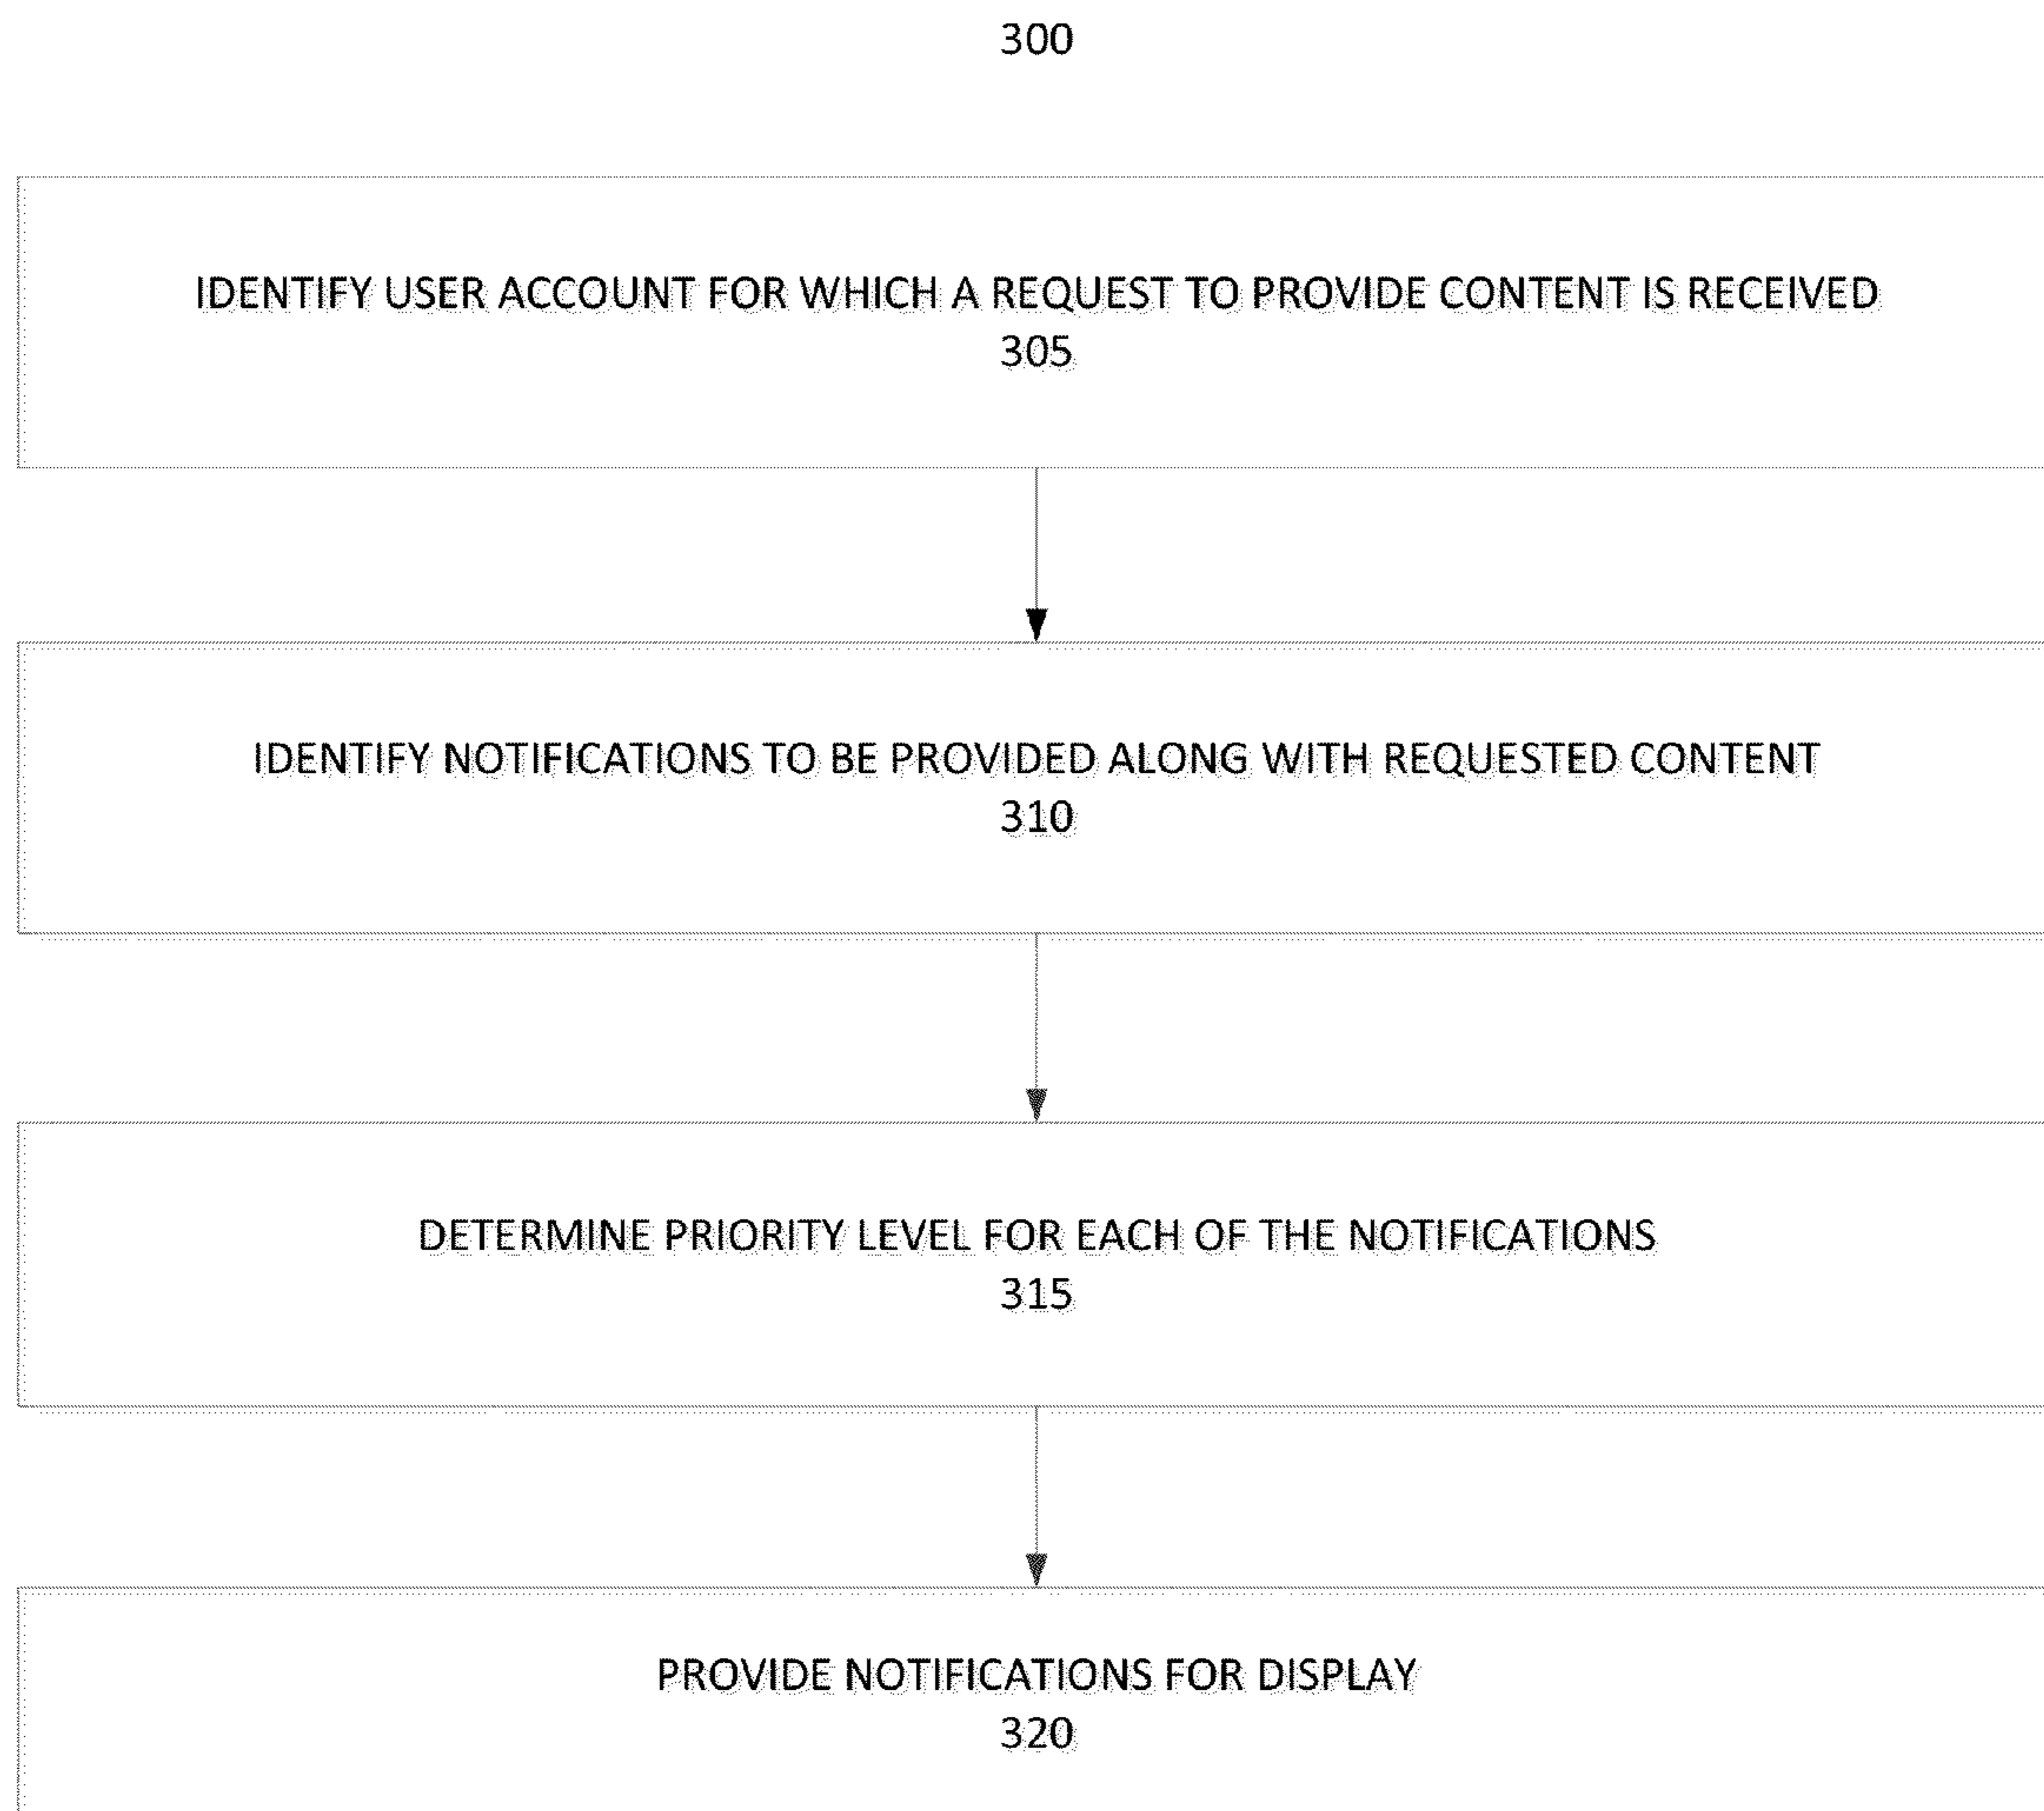 300
IDENTIFY USER ACCOUNT FOR WHICH A REQUEST TO PROVIDE CONTENT IS RECEIVED
305
IDENTIFY NOTIFICATIONS TO BE PROVIDED ALONG WITH REQUESTED CONTENT
310
DETERMINE PRIORITY LEVEL FOR EACH OF THE NOTIFICATIONS
315
PROVIDE NOTIFICATIONS FOR DISPLAY
320